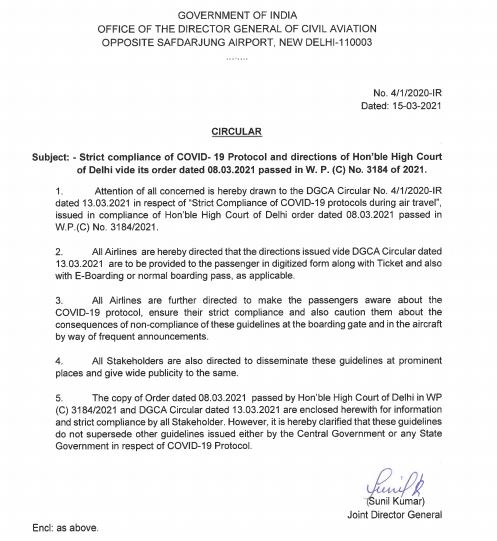 GOVERNMENT OF INDIA
OFFICE OF THE DIRECTOR GENERAL OF CIVIL AVIATION
OPPOSITE SAFDARJUNG AIRPORT, NEW DELHI-110003
........
No. 4/1/2020-IR
Dated: 15-03-2021
CIRCULAR
Subject: - Strict compliance of COVID- 19 Protocol and directions of Hon'ble High Court
of Delhi vide its order dated 08.03.2021 passed in W. P. (C) No. 3184 of 2021.
1. Attention of all concerned is hereby drawn to the DGCA Circular No. 4/1/2020-IR
dated 13.03.2021 in respect of “Strict Compliance of COVID-19 protocols during air travel”,
issued in compliance of Hon'ble High Court of Delhi order dated 08.03.2021 passed in
W.P.(C) No. 3184/2021.
2. All Airlines are hereby directed that the directions issued vide DGCA Circular dated
13.03.2021 are to be provided to the passenger in digitized form along with Ticket and also
with E-Boarding or normal boarding pass, as applicable.
3. All Airlines are further directed to make the passengers aware about the
COVID-19 protocol, ensure their strict compliance and also caution them about the
consequences of non-compliance of these guidelines at the boarding gate and in the aircraft
by way of frequent announcements.
4. All Stakeholders are also directed to disseminate these guidelines at prominent
places and give wide publicity to the same.
5. The copy of Order dated 08.03.2021 passed by Hon'ble High Court of Delhi in WP
(C) 3184/2021 and DGCA Circular dated 13.03.2021 are enclosed herewith for information
and strict compliance by all Stakeholder. However, it is hereby clarified that these guidelines
do not supersede other guidelines issued either by the Central Government or any State
Government in respect of COVID-19 Protocol.
(Sunil Kumar)
Joint Director General
Encl: as above.